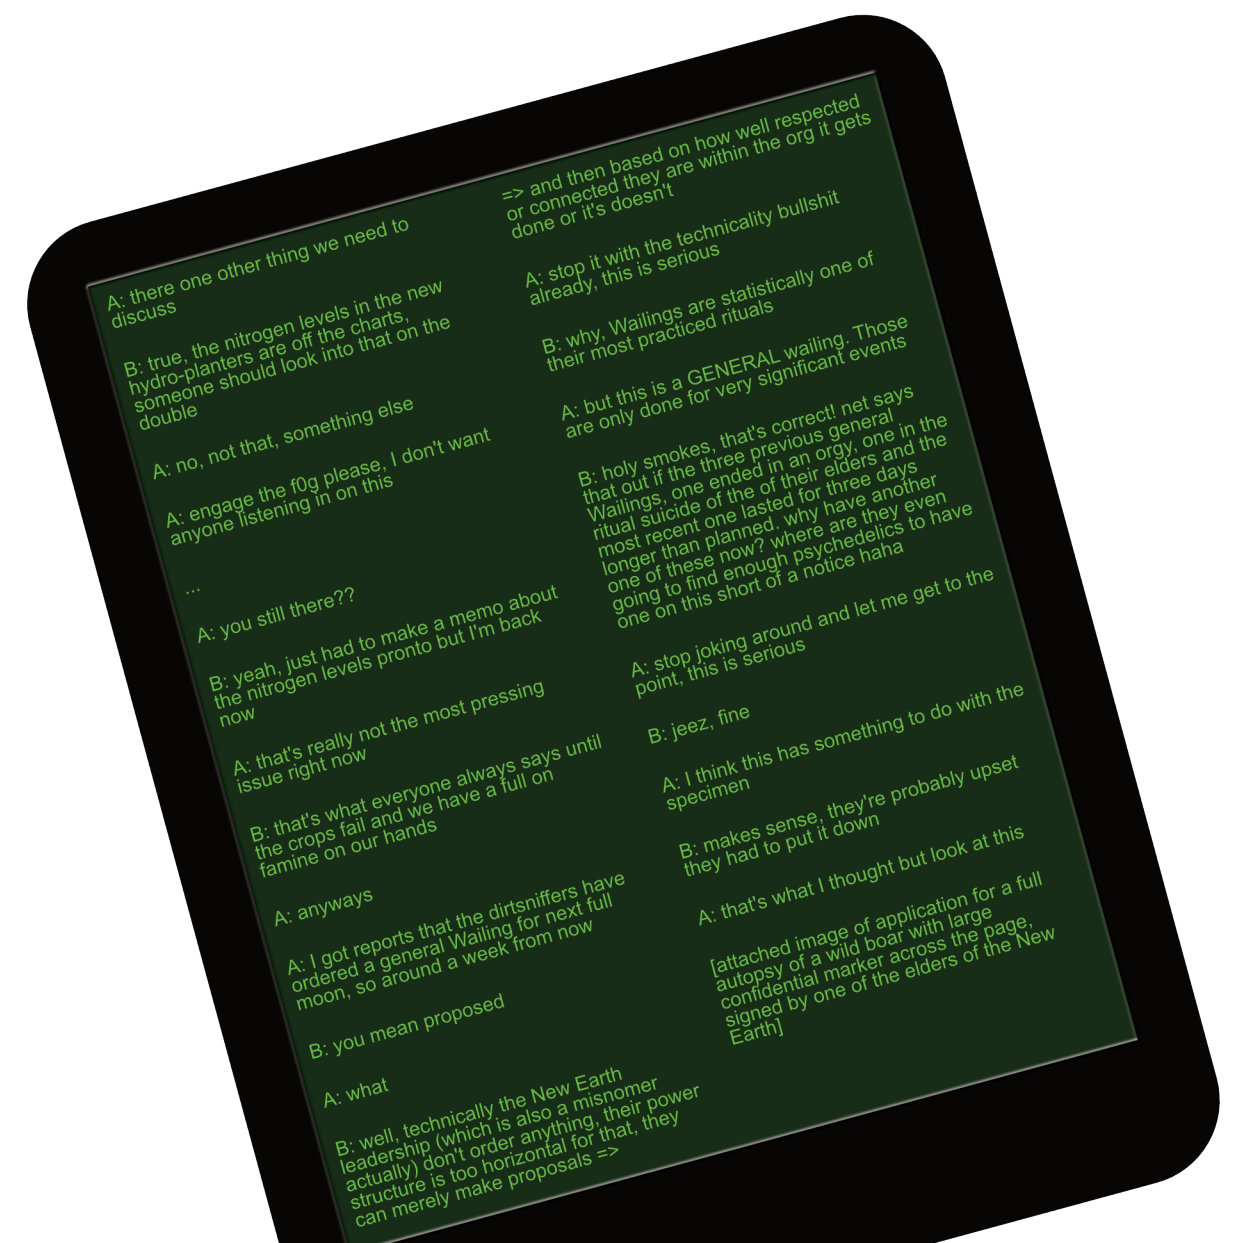 A: there one other thing we need to
discuss
B: true, the nitrogen levels in the new
hydro-planters are off the charts,
someone should look into that on the
double
A: no, not that, something else
A: engage the f0g please, I don't want
anyone listening in on this
...
A: you still there??
B: yeah, just had to make a memo about
the nitrogen levels pronto but I'm back
now
A: that's really not the most pressing
issue right now
B: that's what everyone always says until
the crops fail and we have a full on
famine on our hands
A: anyways
A: I got reports that the dirtsniffers have
ordered a general Wailing for next full
moon, so around a week from now
B: you mean proposed
A: what
B: well, technically the New Earth
leadership (which is also a misnomer
actually) don't order anything, their power
structure is too horizontal for that, they
can merely make proposals =>
=> and then based on how well respected
or connected they are within the org it gets
done or it's doesn't
A: stop it with the technicality bullshit
already, this is serious
B: why, Wailings are statistically one of
their most practiced rituals
A: but this is a GENERAL wailing. Those
are only done for very significant events
B: holy smokes, that's correct! net says
that out if the three previous general
Wailings, one ended in an orgy, one in the
ritual suicide of the of their elders and the
most recent one lasted for three days
longer than planned. why have another
one of these now? where are they even
going to find enough psychedelics to have
one on this short of a notice haha
A: stop joking around and let me get to the
point, this is serious
B: jeez, fine
A: I think this has something to do with the
specimen
B: makes sense, they're probably upset
they had to put it down
A: that's what I thought but look at this
[attached image of application for a full
autopsy of a wild boar with large
confidential marker across the page,
signed by one of the elders of the New
Earth]